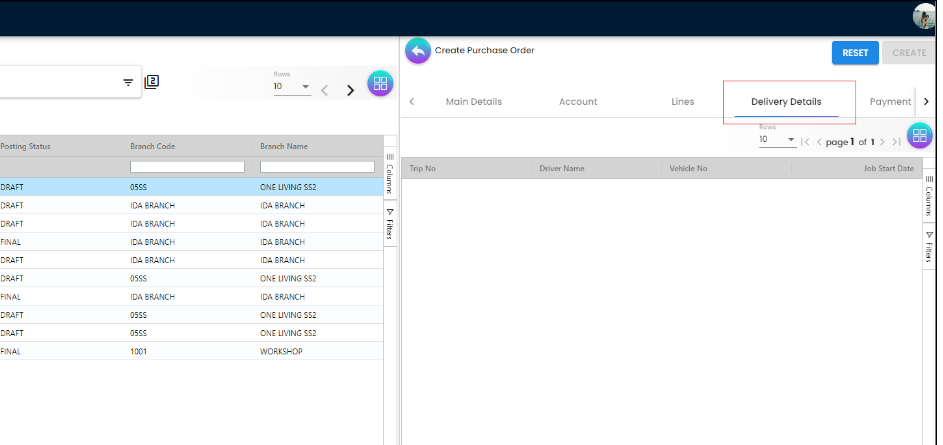 Create Purchase Order
RESET
CREATE
2
Rows
10
Main Details
Account
Lines
Delivery Details
Payment
Rows
10
page 1 of 1
Posting Status Branch Code Branch Name
Columns
Filters
DRAFT 05SS ONE LIVING SS2
DRAFT IDA BRANCH IDA BRANCH
DRAFT IDA BRANCH IDA BRANCH
FINAL IDA BRANCH IDA BRANCH
DRAFT IDA BRANCH IDA BRANCH
DRAFT 05SS ONE LIVING SS2
FINAL IDA BRANCH IDA BRANCH
DRAFT 05SS ONE LIVING SS2
DRAFT 05SS ONE LIVING SS2
FINAL 1001 WORKSHOP
Trip No Driver Name Vehicle No Job Start Date
Columns
Filters